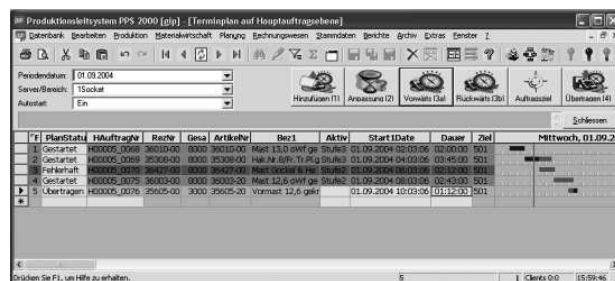 Produktionsleitsystem PPS 2000 [glp] - [Terminplan auf Hauptauftragsebene]
Datenbank Bearbeiten Produktion Materialwirtschaft Planung Rechnungswesen Stammdaten Berichte Archiv Extras Fenster ?
Periodendatum: 01.09.2004
Server/Bereich: 1Sockel
Autostart: Ein
Hinzufügen (1) Anpassung (2) Vorwärts (3a) Rückwärts (3b) Auftragsziel Übertragen (4)
Schliessen
F PlanStatu HAuftragNr RezNr Gesa ArtikelNr Bez1 Aktiv Start1Date Dauer Ziel Mittwoch, 01.09.2
1 Gestartet H00005_0068 36010-00 8000 36010-00 Mast 13,0 oWf ge Stufe3 01.09.2004 02:03:06 02:00:00 501
2 Gestartet H00005_0069 35308-00 8000 35308-00 Hak.Nr.8/Fr.Tr.Pl.g Stufe3 01.09.2004 04:03:06 03:45:00 501
3 Fehlerhaft H00005_0070 36427-00 8000 36427-00 Mast Sockel & He Stufe2 01.09.2004 08:03:06 02:12:00 501
4 Gestartet H00005_0075 36003-00 8000 36003-20 Mast 12,6 oWf ge Stufe2 01.09.2004 08:03:06 02:43:00 501
5 Übertragen H00005_0076 35605-00 3000 35605-20 Vormast 12,6 gekr 01.09.2004 10:03:06 01:12:00 501
Drücken Sie F1, um Hilfe zu erhalten. 5 Clients 0:0 15:59:46